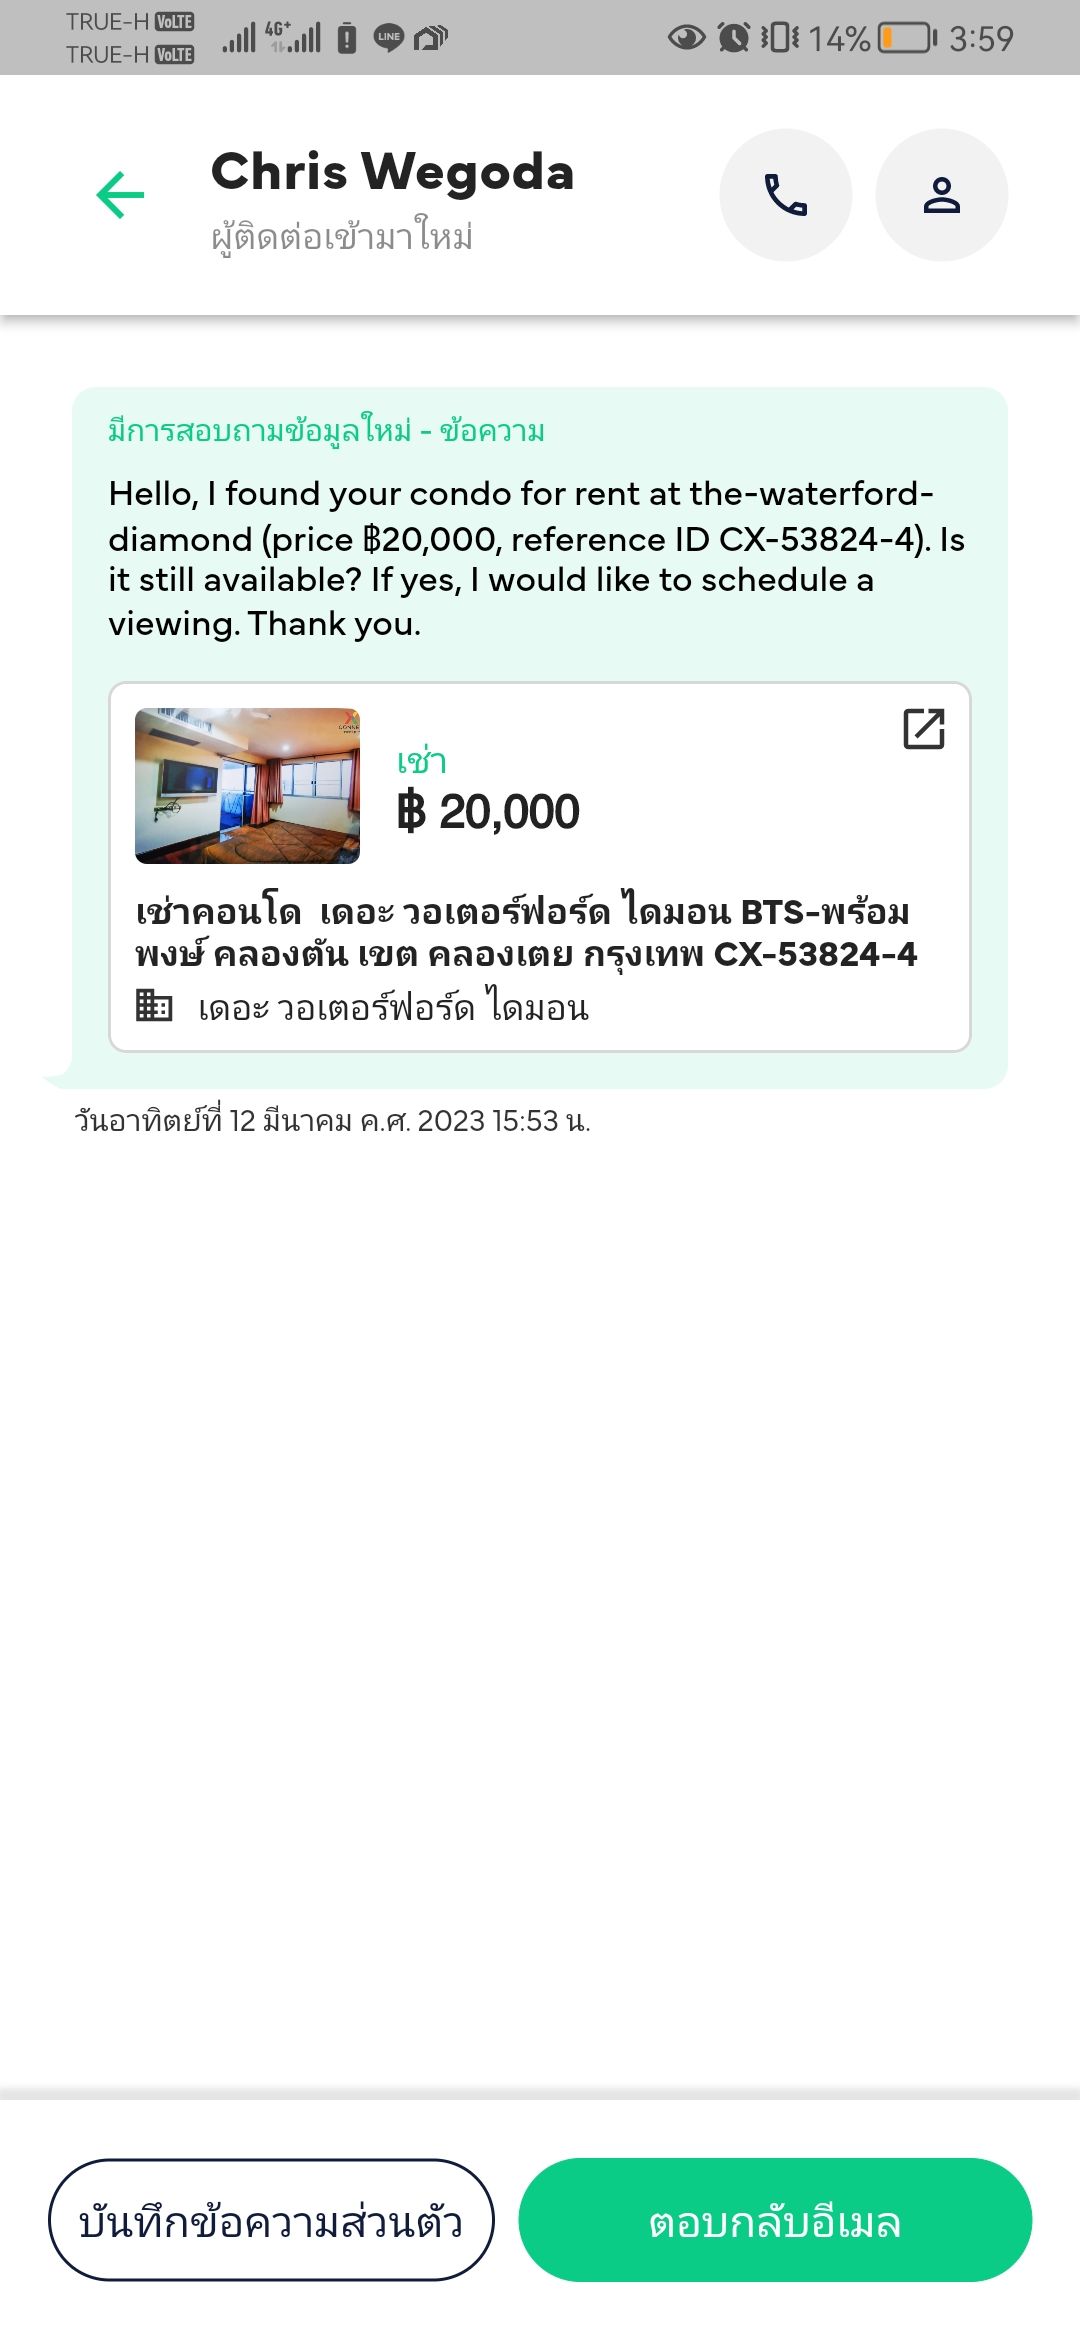 TRUE-H VoLTE
TRUE-H VoLTE
4G+
LINE
14%
3:59
Chris Wegoda
ผู้ติดต่อเข้ามาใหม่
มีการสอบถามข้อมูลใหม่ - ข้อความ
Hello, I found your condo for rent at the-waterford-
diamond (price ฿20,000, reference ID CX-53824-4). Is
it still available? If yes, I would like to schedule a
viewing. Thank you.
เช่า
฿ 20,000
เช่าคอนโด เดอะ วอเตอร์ฟอร์ด ไดมอน BTS-พร้อม
พงษ์ คลองตัน เขต คลองเตย กรุงเทพ CX-53824-4
เดอะ วอเตอร์ฟอร์ด ไดมอน
วันอาทิตย์ที่ 12 มีนาคม ค.ศ. 2023 15:53 น.
บันทึกข้อความส่วนตัว
ตอบกลับอีเมล